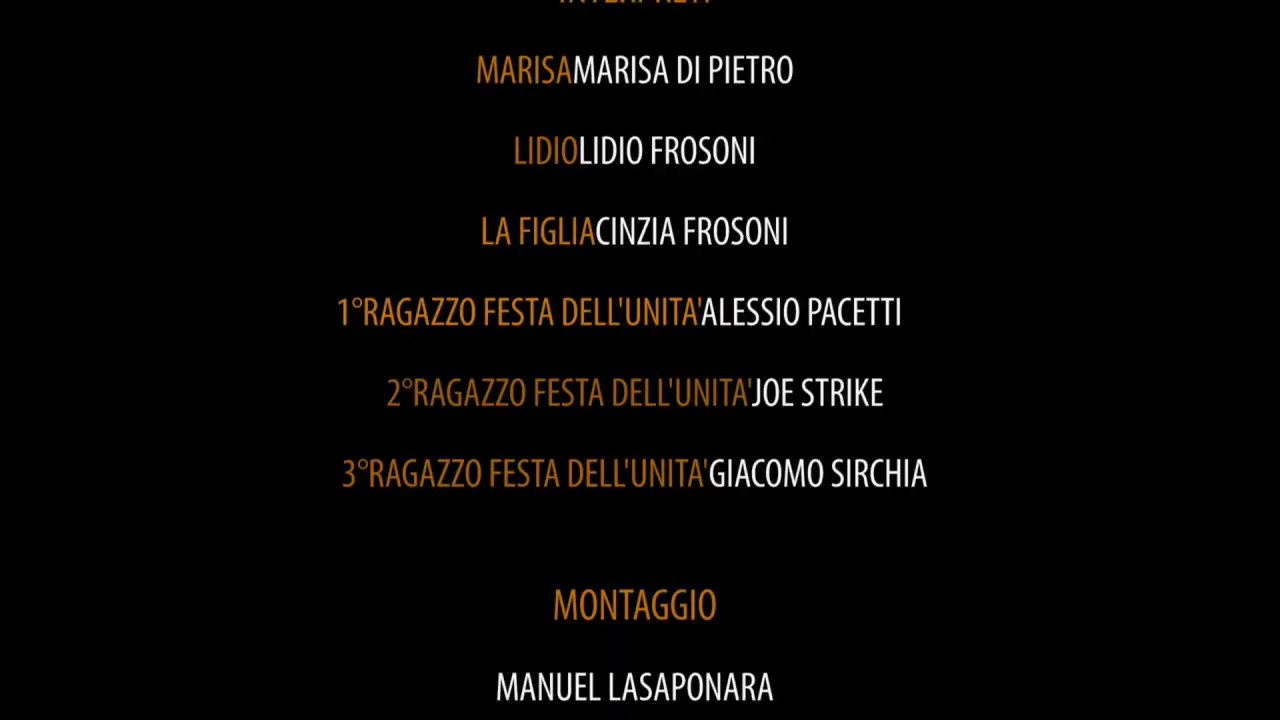 INTERPRETI
MARISAMARISA DI PIETRO
LIDIOLIDIO FROSONI
LA FIGLIACINZIA FROSONI
1°RAGAZZO FESTA DELL'UNITA'ALESSIO PACETTI
2°RAGAZZO FESTA DELL'UNITA'JOE STRIKE
3°RAGAZZO FESTA DELL'UNITA'GIACOMO SIRCHIA
MONTAGGIO
MANUEL LASAPONARA